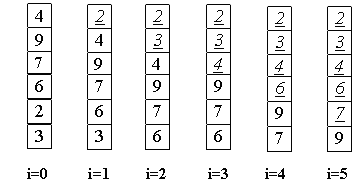 4 2 2 2 2 2
9 4 3 3 3 3
7 9 4 4 4 4
6 7 9 9 6 6
2 6 7 7 9 7
3 3 6 6 7 9
i=0 i=1 i=2 i=3 i=4 i=5